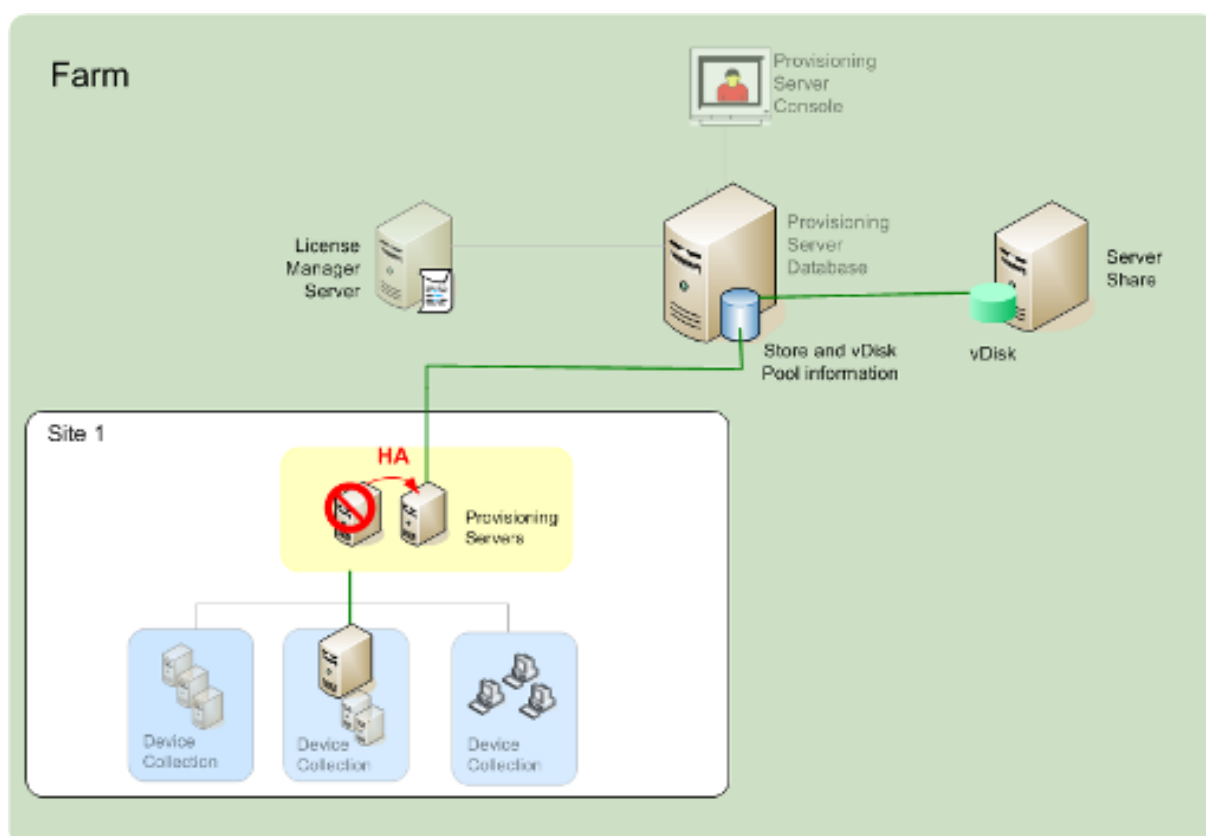 Farm
Provisioning
Server
Console
License
Manager
Server
Provisioning
Server
Database
Server
Share
Store and vDisk
Pool information
vDisk
Site 1
HA
Provisioning
Servers
Device
Collection
Device
Collection
Device
Collection